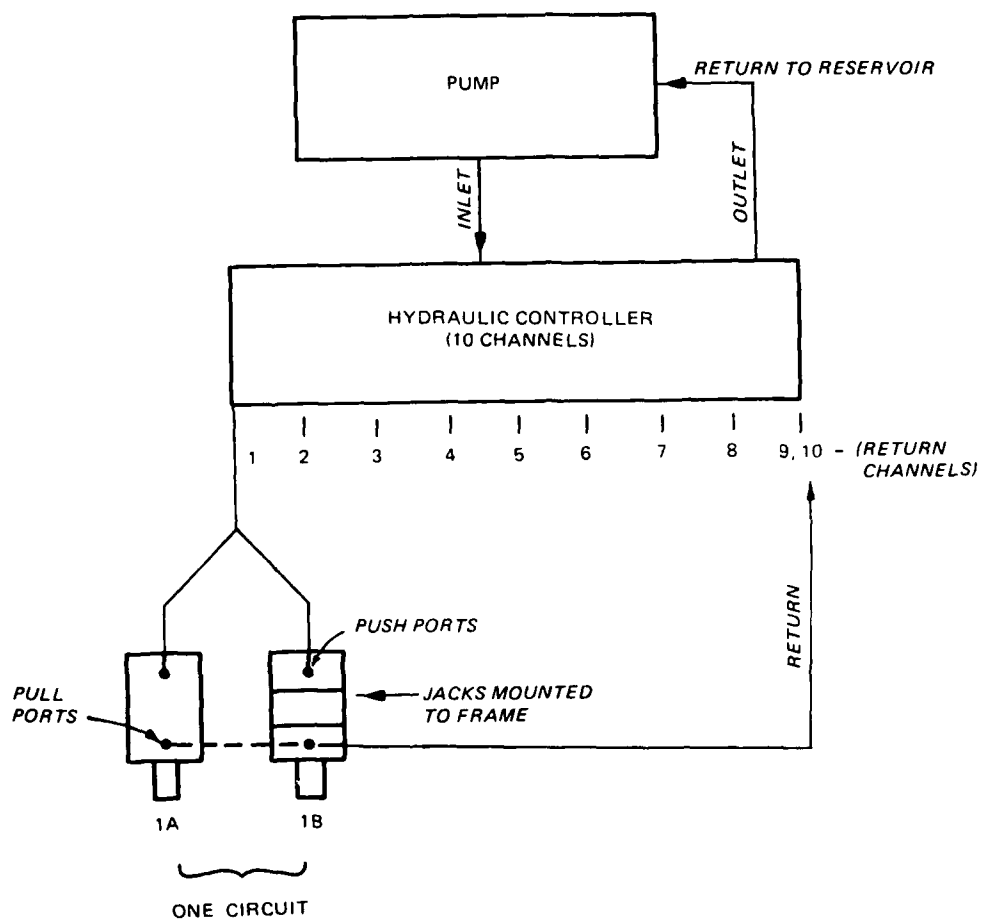 PUMP
RETURN TO RESERVOIR
INLET
OUTLET
HYDRAULIC CONTROLLER
(10 CHANNELS)
1 2 3 4 5 6 7 8 9, 10 - (RETURN
CHANNELS)
RETURN
PUSH PORTS
JACKS MOUNTED
TO FRAME
PULL
PORTS
1A 1B
ONE CIRCUIT